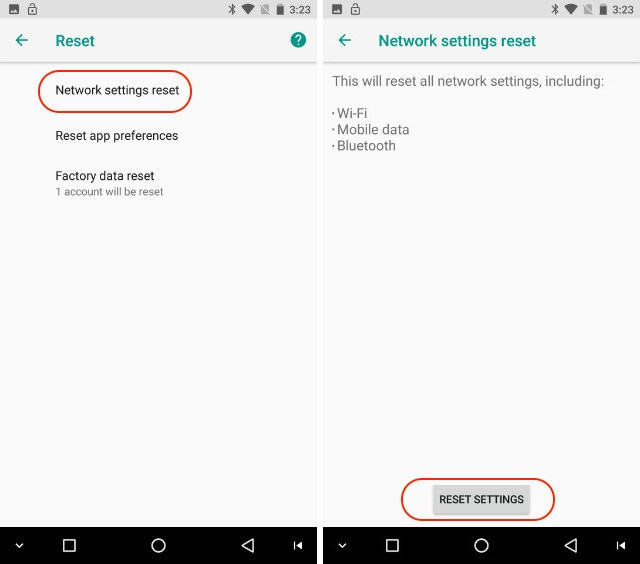 3:23
Reset
?
Network settings reset
Reset app preferences
Factory data reset
1 account will be reset
3:23
Network settings reset
This will reset all network settings, including:
· Wi-Fi
· Mobile data
· Bluetooth
RESET SETTINGS